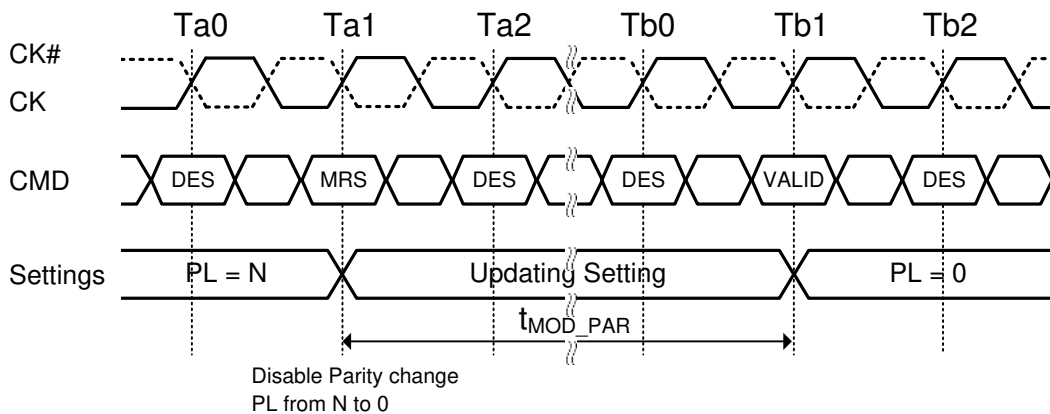 Ta0 Ta1 Ta2 Tb0 Tb1 Tb2
CK#
CK
CMD DES MRS DES DES VALID DES
Settings PL = N Updating Setting PL = 0
tMOD_PAR
Disable Parity change
PL from N to 0